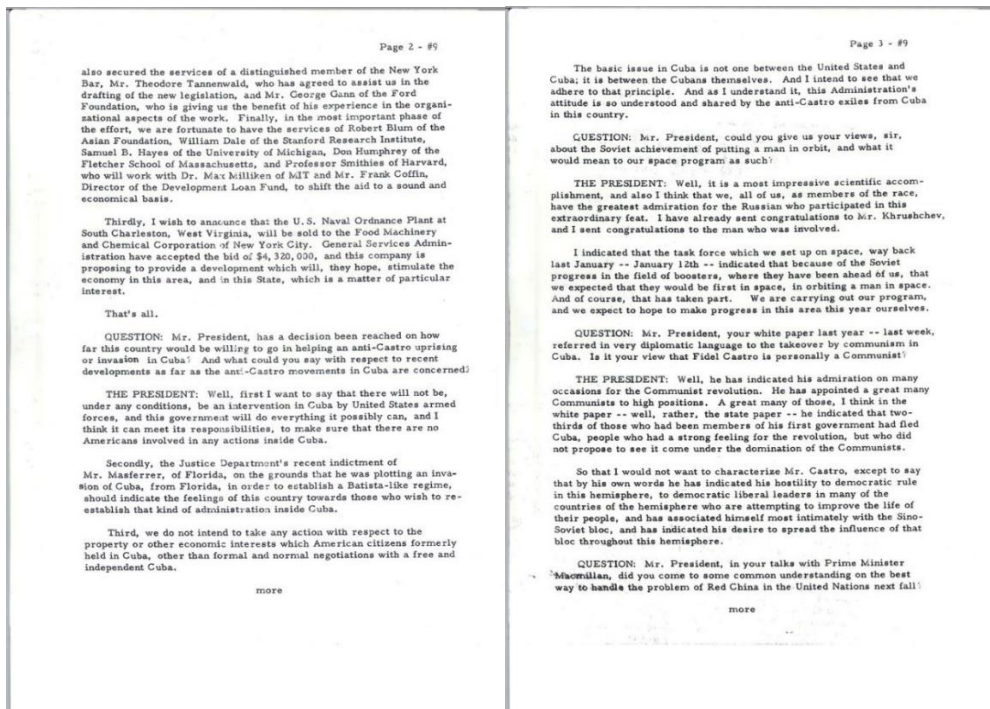 Page 2 - #9
also secured the services of a distinguished member of the New York
Bar, Mr. Theodore Tannenwald, who has agreed to assist us in the
drafting of the new legislation, and Mr. George Gann of the Ford
Foundation, who is giving us the benefit of his experience in the organi-
sational aspects of the work. Finally, in the most important phase of
the effort, we are fortunate to have the services of Robert Blum of the
Asian Foundation, William Dale of the Stanford Research Institute,
Samuel B. Hayes of the University of Michigan, Don Humphrey of the
Fletcher School of Massachusetts, and Professor Smithies of Harvard,
who will work with Dr. Max Milliken of MIT and Mr. Frank Coffin,
Director of the Development Loan Fund, to shift the aid to a sound and
economical basis.
Thirdly, I wish to announce that the U.S. Naval Ordnance Plant at
South Charleston, West Virginia, will be sold to the Food Machinery
and Chemical Corporation of New York City. General Services Admin-
istration have accepted the bid of $4,320,000, and this company is
proposing to provide a development which will, they hope, stimulate the
economy in this area, and in this State, which is a matter of particular
interest.
That's all.
QUESTION: Mr. President, has a decision been reached on how
far this country would be willing to go in helping an anti-Castro uprising
or invasion in Cuba? And what could you say with respect to recent
developments as far as the anti-Castro movements in Cuba are concerned?
THE PRESIDENT: Well, first I want to say that there will not be,
under any conditions, be an intervention in Cuba by United States armed
forces, and this government will do everything it possibly can, and I
think it can meet its responsibilities, to make sure that there are no
Americans involved in any actions inside Cuba.
Secondly, the Justice Department's recent indictment of
Mr. Masferrer, of Florida, on the grounds that he was plotting an inva-
sion of Cuba, from Florida, in order to establish a Batista-like regime,
should indicate the feelings of this country towards those who wish to re-
establish that kind of administration inside Cuba.
Third, we do not intend to take any action with respect to the
property or other economic interests which American citizens formerly
held in Cuba, other than formal and normal negotiations with a free and
independent Cuba.
more
Page 3 - #9
The basic issue in Cuba is not one between the United States and
Cuba; it is between the Cubans themselves. And I intend to see that we
adhere to that principle. And as I understand it, this Administration's
attitude is so understood and shared by the anti-Castro exiles from Cuba
in this country.
QUESTION: Mr. President, could you give us your views, sir,
about the Soviet achievement of putting a man in orbit, and what it
would mean to our space program as such?
THE PRESIDENT: Well, it is a most impressive scientific accom-
plishment, and also I think that we, all of us, as members of the race,
have the greatest admiration for the Russian who participated in this
extraordinary feat. I have already sent congratulations to Mr. Khrushchev,
and I sent congratulations to the man who was involved.
I indicated that the task force which we set up on space, way back
last January -- January 12th -- indicated that because of the Soviet
progress in the field of boosters, where they have been ahead of us, that
we expected that they would be first in space, in orbiting a man in space.
And of course, that has taken part. We are carrying out our program,
and we expect to hope to make progress in this area this year ourselves.
QUESTION: Mr. President, your white paper last year -- last week,
referred in very diplomatic language to the takeover by communism in
Cuba. Is it your view that Fidel Castro is personally a Communist?
THE PRESIDENT: Well, he has indicated his admiration on many
occasions for the Communist revolution. He has appointed a great many
Communists to high positions. A great many of those, I think in the
white paper -- well, rather, the state paper -- he indicated that two-
thirds of those who had been members of his first government had fled
Cuba, people who had a strong feeling for the revolution, but who did
not propose to see it come under the domination of the Communists.
So that I would not want to characterize Mr. Castro, except to say
that by his own words he has indicated his hostility to democratic rule
in this hemisphere, to democratic liberal leaders in many of the
countries of the hemisphere who are attempting to improve the life of
their people, and has associated himself most intimately with the Sino-
Soviet bloc, and has indicated his desire to spread the influence of that
bloc throughout this hemisphere.
QUESTION: Mr. President, in your talks with Prime Minister
Macmillan, did you come to some common understanding on the best
way to handle the problem of Red China in the United Nations next fall?
more